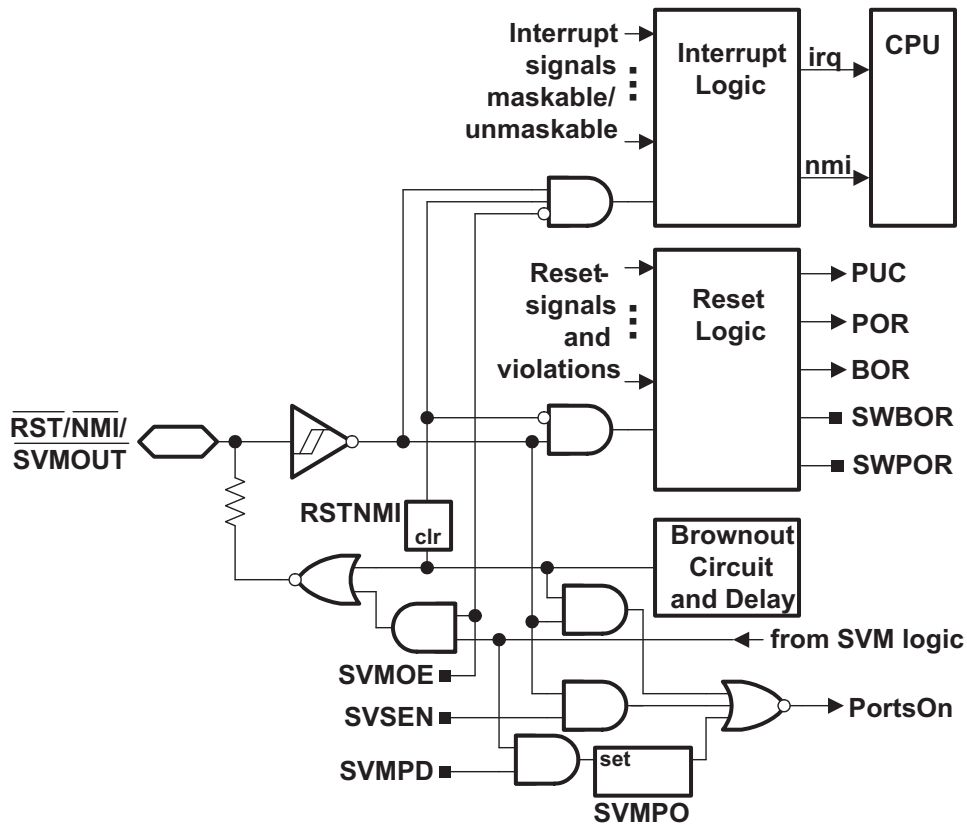 Interrupt
signals
maskable/
unmaskable
Interrupt
Logic
irq
nmi
CPU
Reset-
signals
and
violations
Reset
Logic
PUC
POR
BOR
SWBOR
SWPOR
RST/NMI/
SVMOUT
RSTNMI
clr
Brownout
Circuit
and Delay
from SVM logic
SVMOE
SVSEN
SVMPD
set
SVMPO
PortsOn